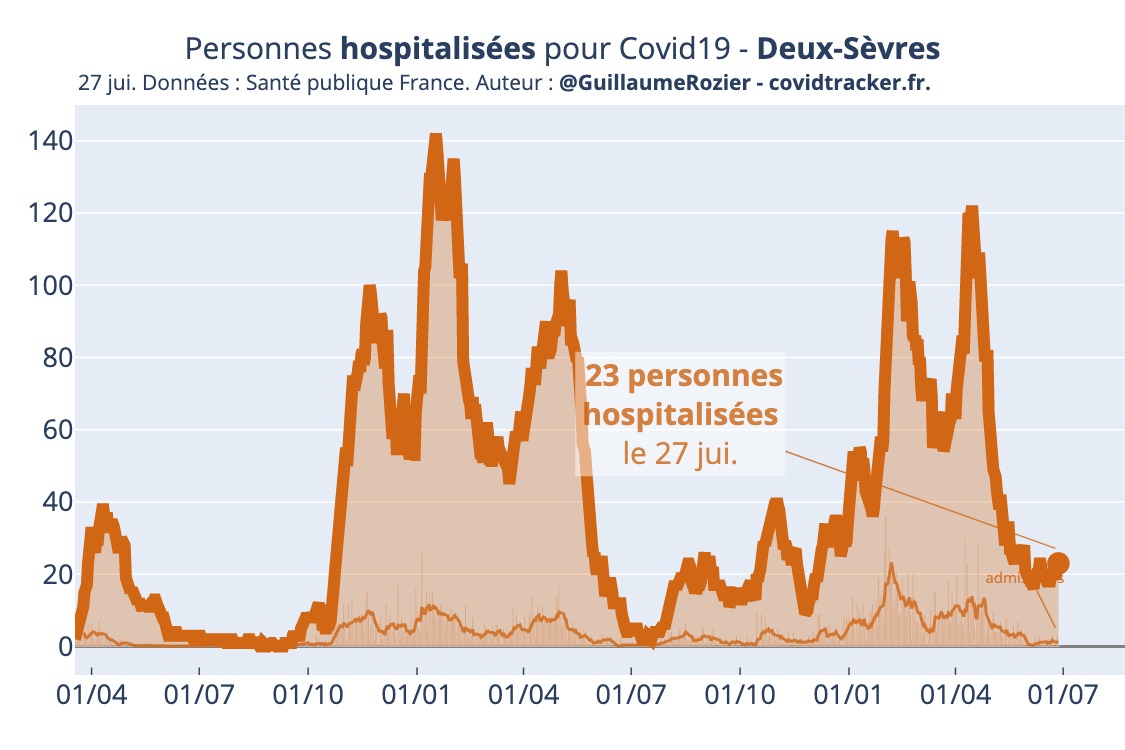 Personnes hospitalisées pour Covid19 - Deux-Sèvres
27 jui. Données : Santé publique France. Auteur : @GuillaumeRozier - covidtracker.fr.
140
120
100
80
60
40
20
0
23 personnes
hospitalisées
le 27 jui.
01/04 01/07 01/10 01/01 01/04 01/07 01/10 01/01 01/04 01/07